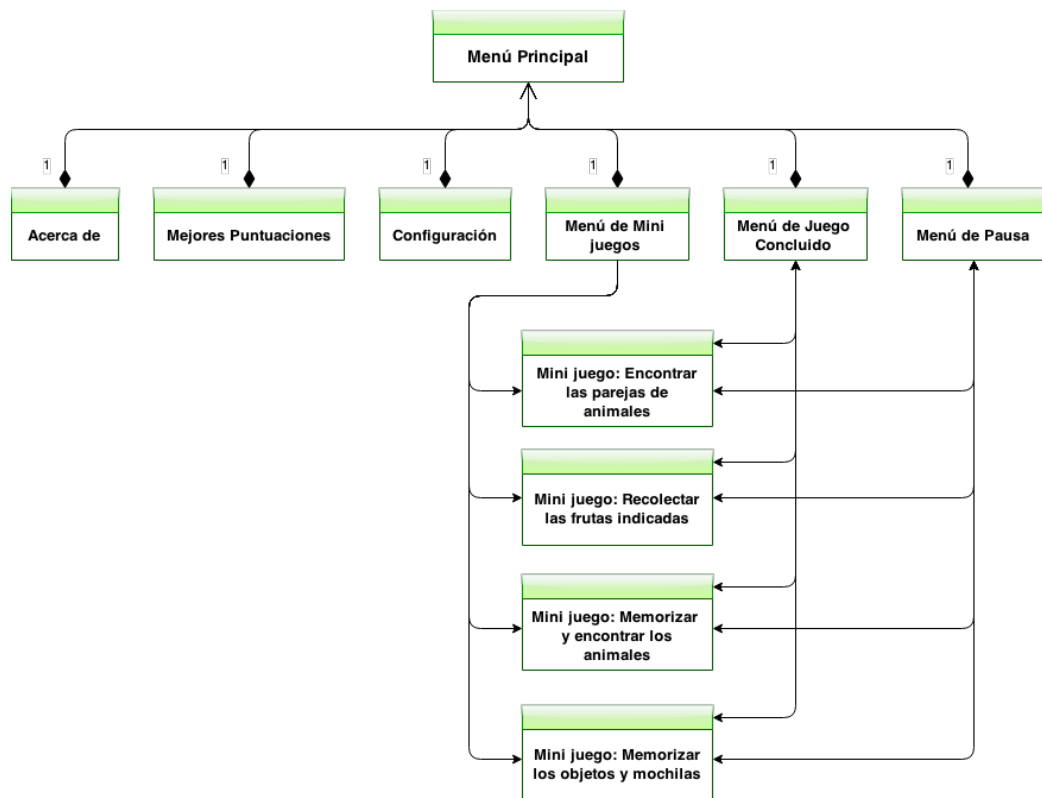 Menú Principal
1
1
1
1
1
1
Acerca de
Mejores Puntuaciones
Configuración
Menú de Mini
juegos
Menú de Juego
Concluido
Menú de Pausa
Mini juego: Encontrar
las parejas de
animales
Mini juego: Recolectar
las frutas indicadas
Mini juego: Memorizar
y encontrar los
animales
Mini juego: Memorizar
los objetos y mochilas